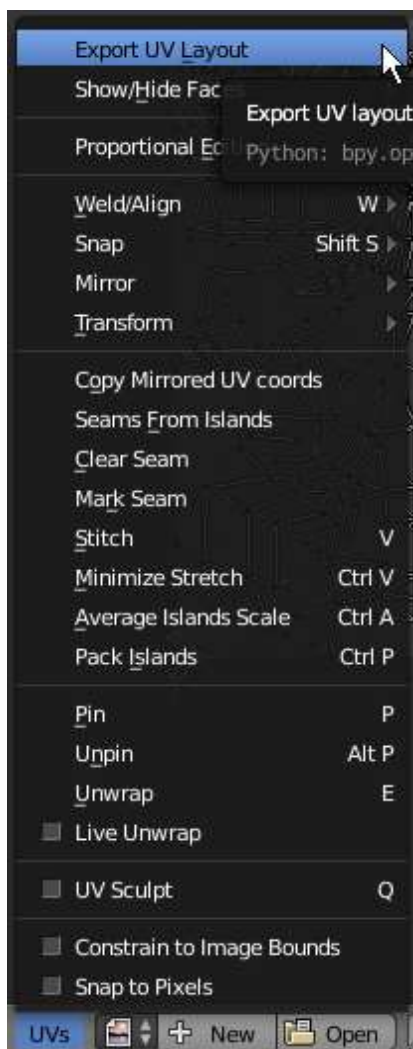 Export UV Layout
Show/Hide Fac
Export UV layout
Proportional Ed
Python: bpy.op
Weld/Align W
Snap Shift S
Mirror
Transform
Copy Mirrored UV coords
Seams From Islands
Clear Seam
Mark Seam
Stitch V
Minimize Stretch Ctrl V
Average Islands Scale Ctrl A
Pack Islands Ctrl P
Pin P
Unpin Alt P
Unwrap E
Live Unwrap
UV Sculpt Q
Constrain to Image Bounds
Snap to Pixels
UVs New Open